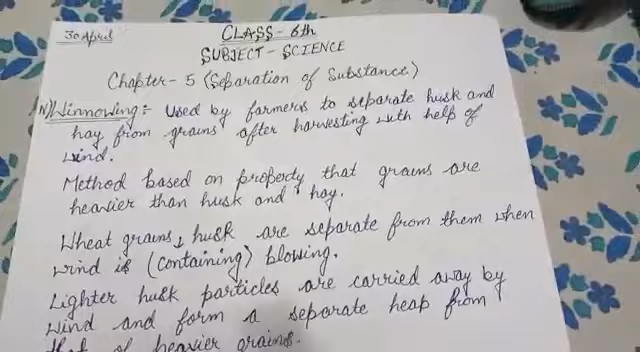 30 April
CLASS - 6th
SUBJECT - SCIENCE
Chapter - 5 (Separation of Substance)
Winnowing :- Used by farmers to separate husk and
hay from grains after harvesting with help of
wind.
Method based on property that grains are
heavier than husk and hay.
Wheat grains & husk are separate from them when
wind is (containing) blowing.
Lighter husk particles are carried away by
wind and form a separate heap from
that of heavier grains.